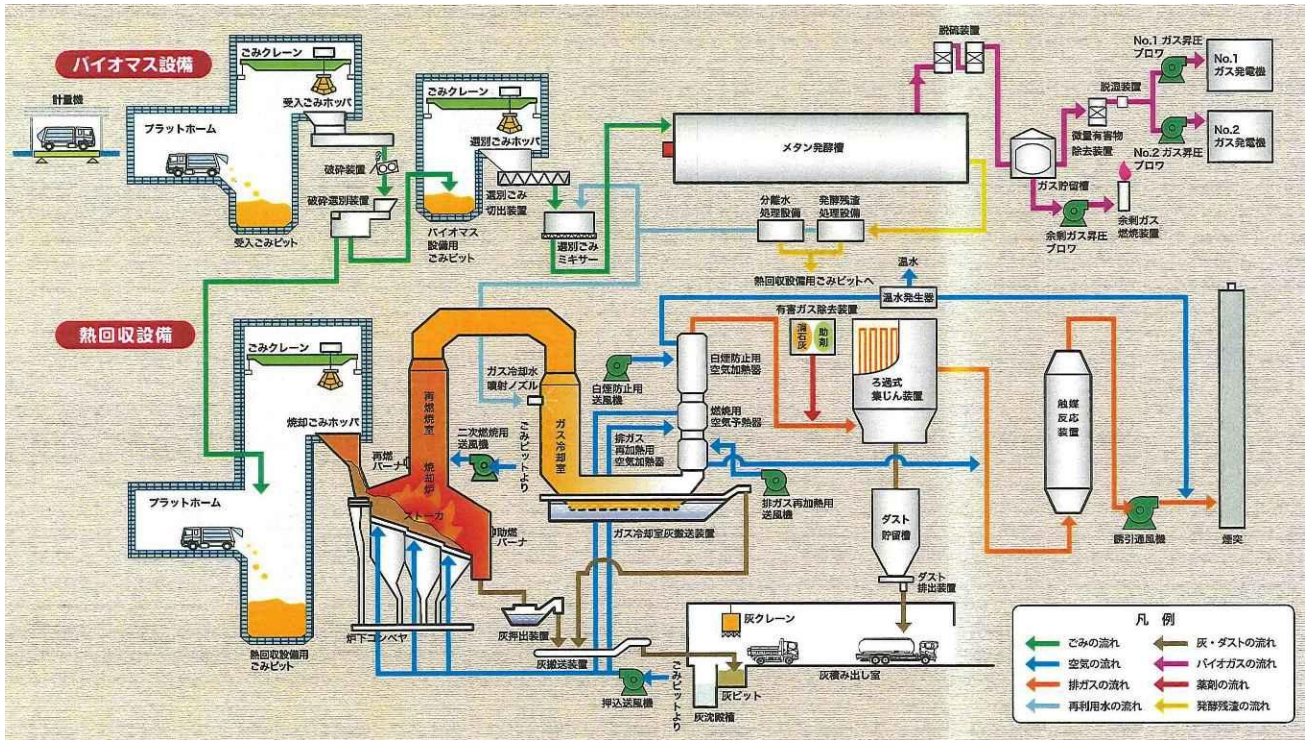 バイオマス設備
計量機
プラットホーム
ごみクレーン
受入ごみホッパ
破砕装置
破砕選別装置
受入ごみピット
ごみクレーン
選別ごみホッパ
選別ごみ
切出装置
バイオマス
設備用
ごみピット
選別ごみ
ミキサー
メタン発酵槽
分離水
処理設備
発酵残渣
処理設備
熱回収設備用ごみピットへ
脱硫装置
ガス貯留槽
微量有害物
除去装置
脱湿装置
No.1 ガス昇圧
ブロワ
No.1
ガス発電機
No.2 ガス昇圧
ブロワ
No.2
ガス発電機
余剰ガス昇圧
ブロワ
余剰ガス
燃焼装置
熱回収設備
ごみクレーン
焼却ごみホッパ
プラットホーム
熱回収設備用
ごみピット
再燃焼室
焼却炉
再燃
バーナ
ストーカ
助燃
バーナ
炉下コンベヤ
二次燃焼用
送風機
ごみピットより
ガス冷却水
噴射ノズル
ガス冷却室
ガス冷却室灰搬送装置
灰押出装置
灰搬送装置
押込送風機
ごみピットより
白煙防止用
送風機
白煙防止用
空気加熱器
燃焼用
空気予熱器
排ガス
再加熱用
空気加熱器
排ガス再加熱用
送風機
有害ガス除去装置
消石灰
助剤
温水
温水発生器
ろ過式
集じん装置
ダスト
貯留槽
ダスト
排出装置
触媒
反応
装置
誘引通風機
煙突
灰クレーン
灰ピット
灰沈殿槽
灰積み出し室
凡 例
ごみの流れ
空気の流れ
排ガスの流れ
再利用水の流れ
灰・ダストの流れ
バイオガスの流れ
薬剤の流れ
発酵残渣の流れ